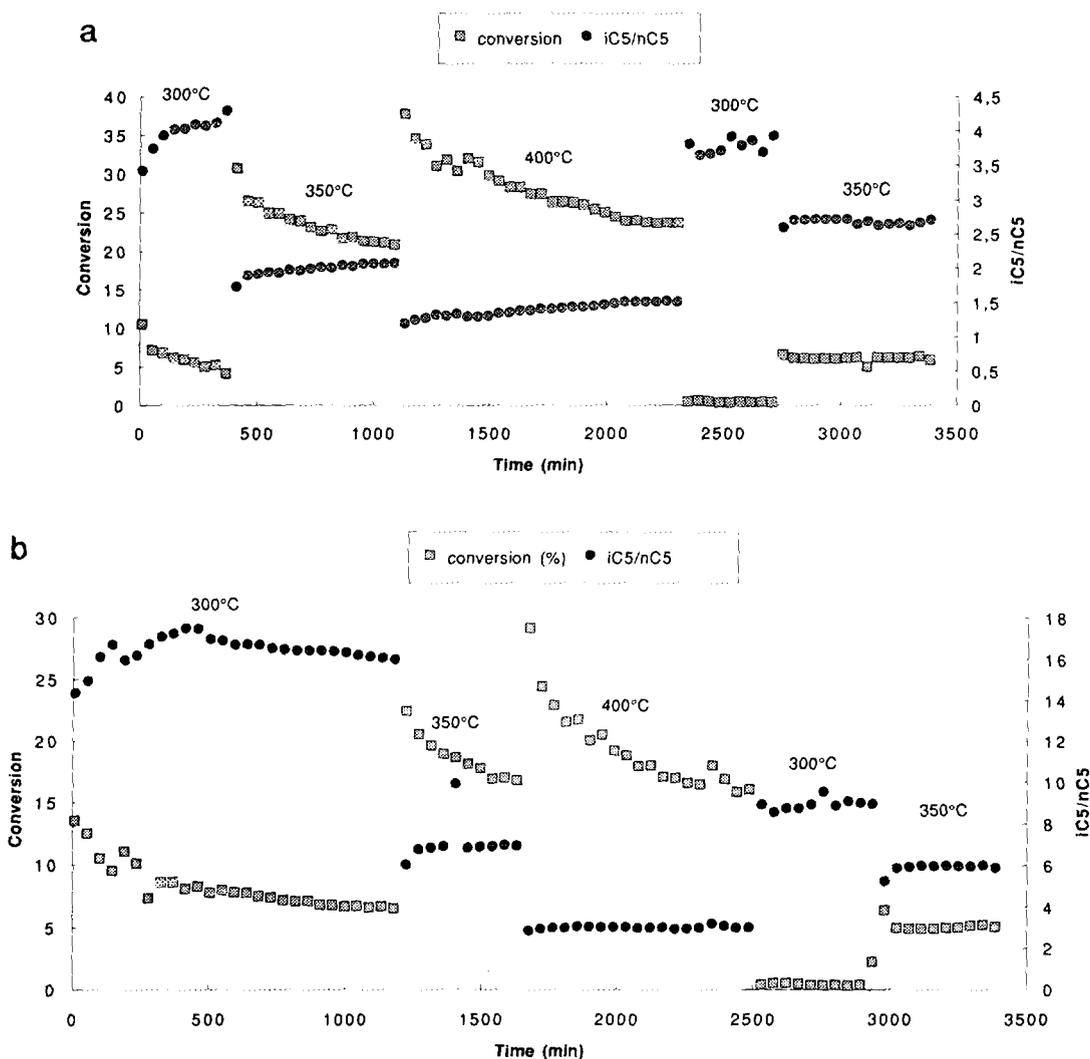 a
conversion iC5/nC5
300°C
350°C
400°C
300°C
350°C
Conversion
40
35
30
25
20
15
10
5
0
iC5/nC5
4,5
4
3,5
3
2,5
2
1,5
1
0,5
0
0 500 1000 1500 2000 2500 3000 3500
Time (min)
b
conversion (%) iC5/nC5
300°C
350°C
400°C
300°C
350°C
Conversion
30
25
20
15
10
5
0
iC5/nC5
18
16
14
12
10
8
6
4
2
0
0 500 1000 1500 2000 2500 3000 3500
Time (min)